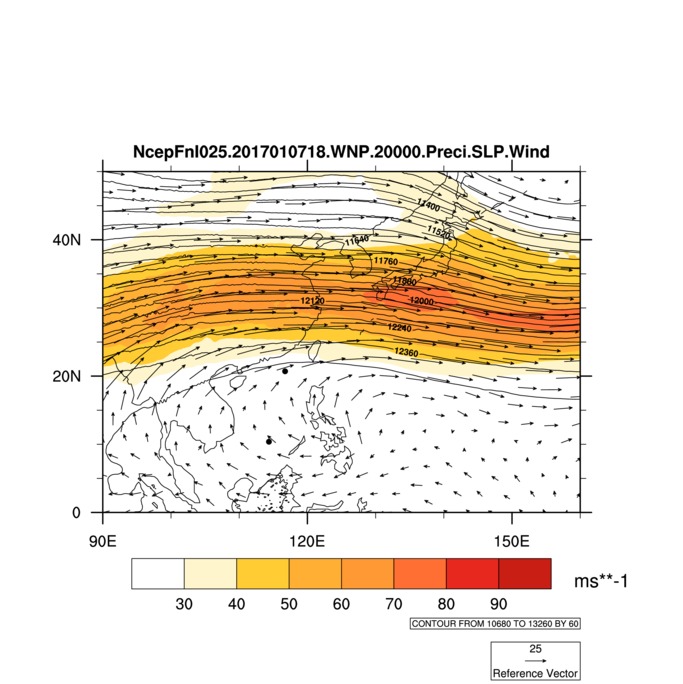 NcepFnl025.2017010718.WNP.20000.Preci.SLP.Wind
11400
11520
40N
11640
11760
11880
12120
12000
12240
12360
20N
0
90E 120E 150E
ms**-1
30 40 50 60 70 80 90
CONTOUR FROM 10680 TO 13260 BY 60
25
Reference Vector